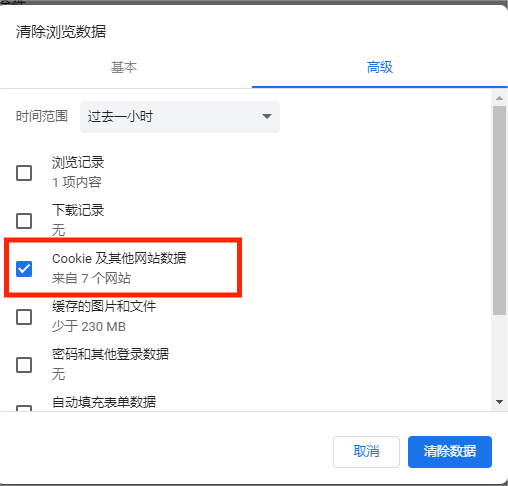 清除浏览数据
基本
高级
时间范围
过去一小时
浏览记录
1 项内容
下载记录
无
Cookie 及其他网站数据
来自 7 个网站
缓存的图片和文件
少于 230 MB
密码和其他登录数据
无
自动填充表单数据
取消
清除数据